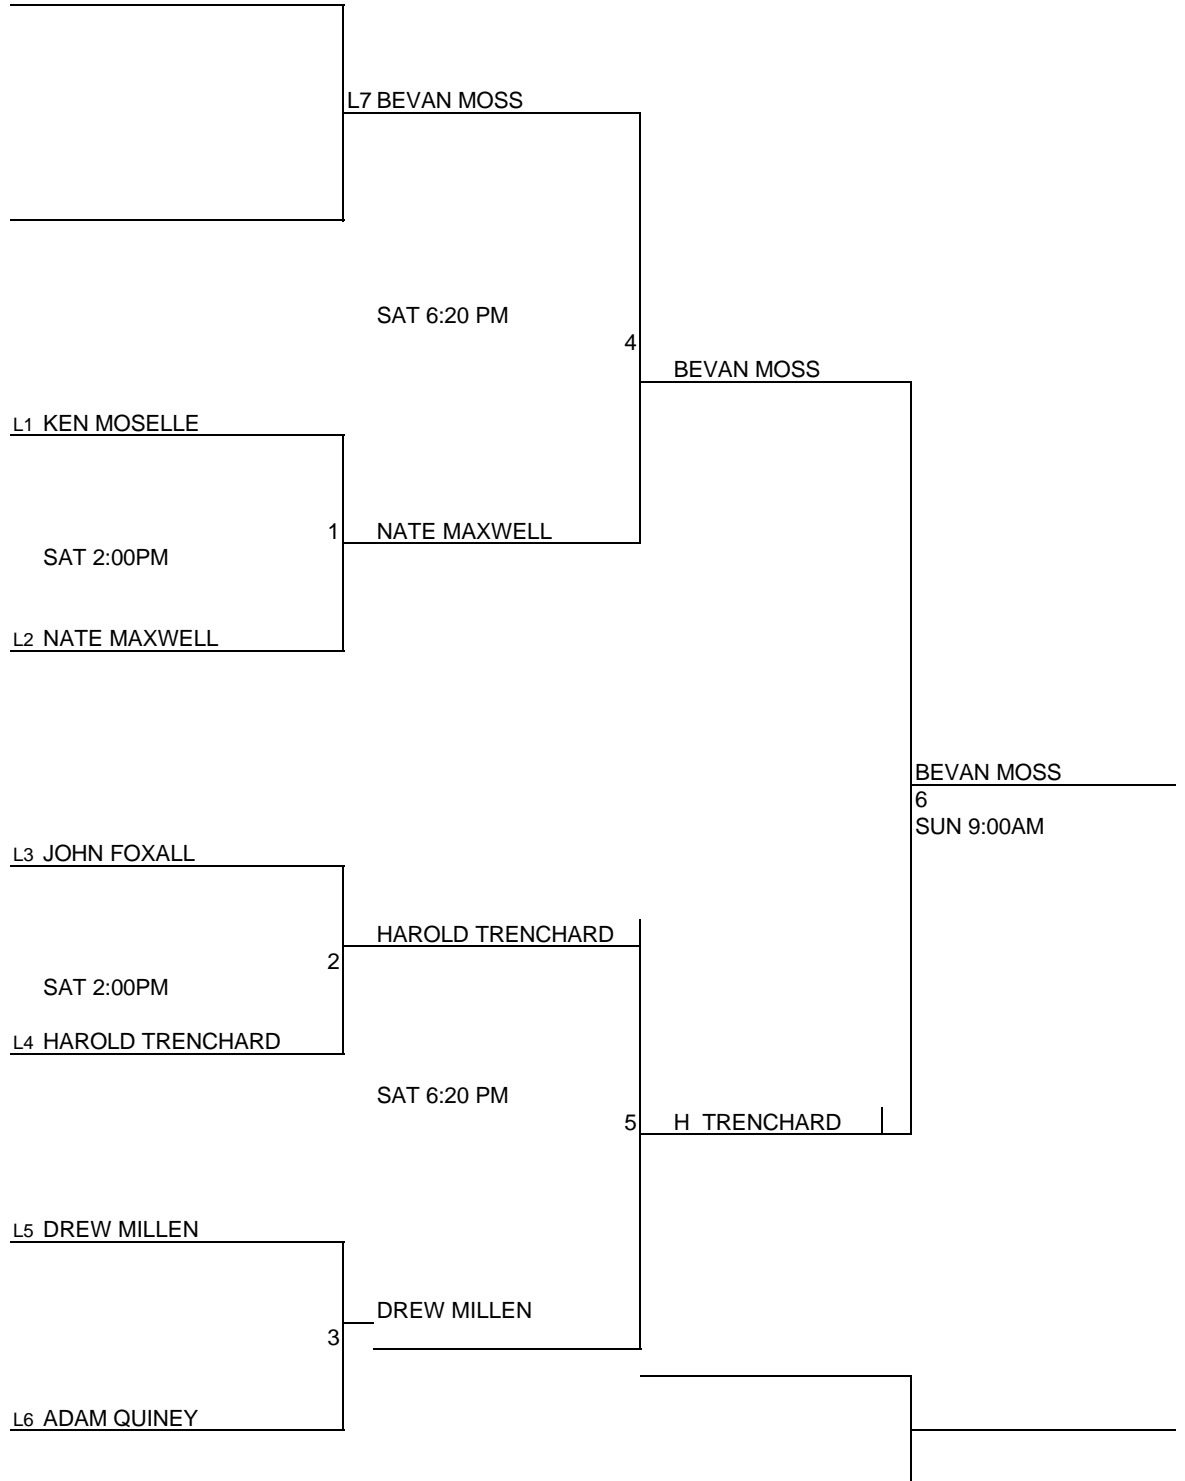 L7 BEVAN MOSS
SAT 6:20 PM
4
BEVAN MOSS
L1 KEN MOSELLE
1
NATE MAXWELL
SAT 2:00PM
L2 NATE MAXWELL
BEVAN MOSS
6
SUN 9:00AM
L3 JOHN FOXALL
HAROLD TRENCHARD
2
SAT 2:00PM
L4 HAROLD TRENCHARD
SAT 6:20 PM
5
H TRENCHARD
L5 DREW MILLEN
DREW MILLEN
3
L6 ADAM QUINEY